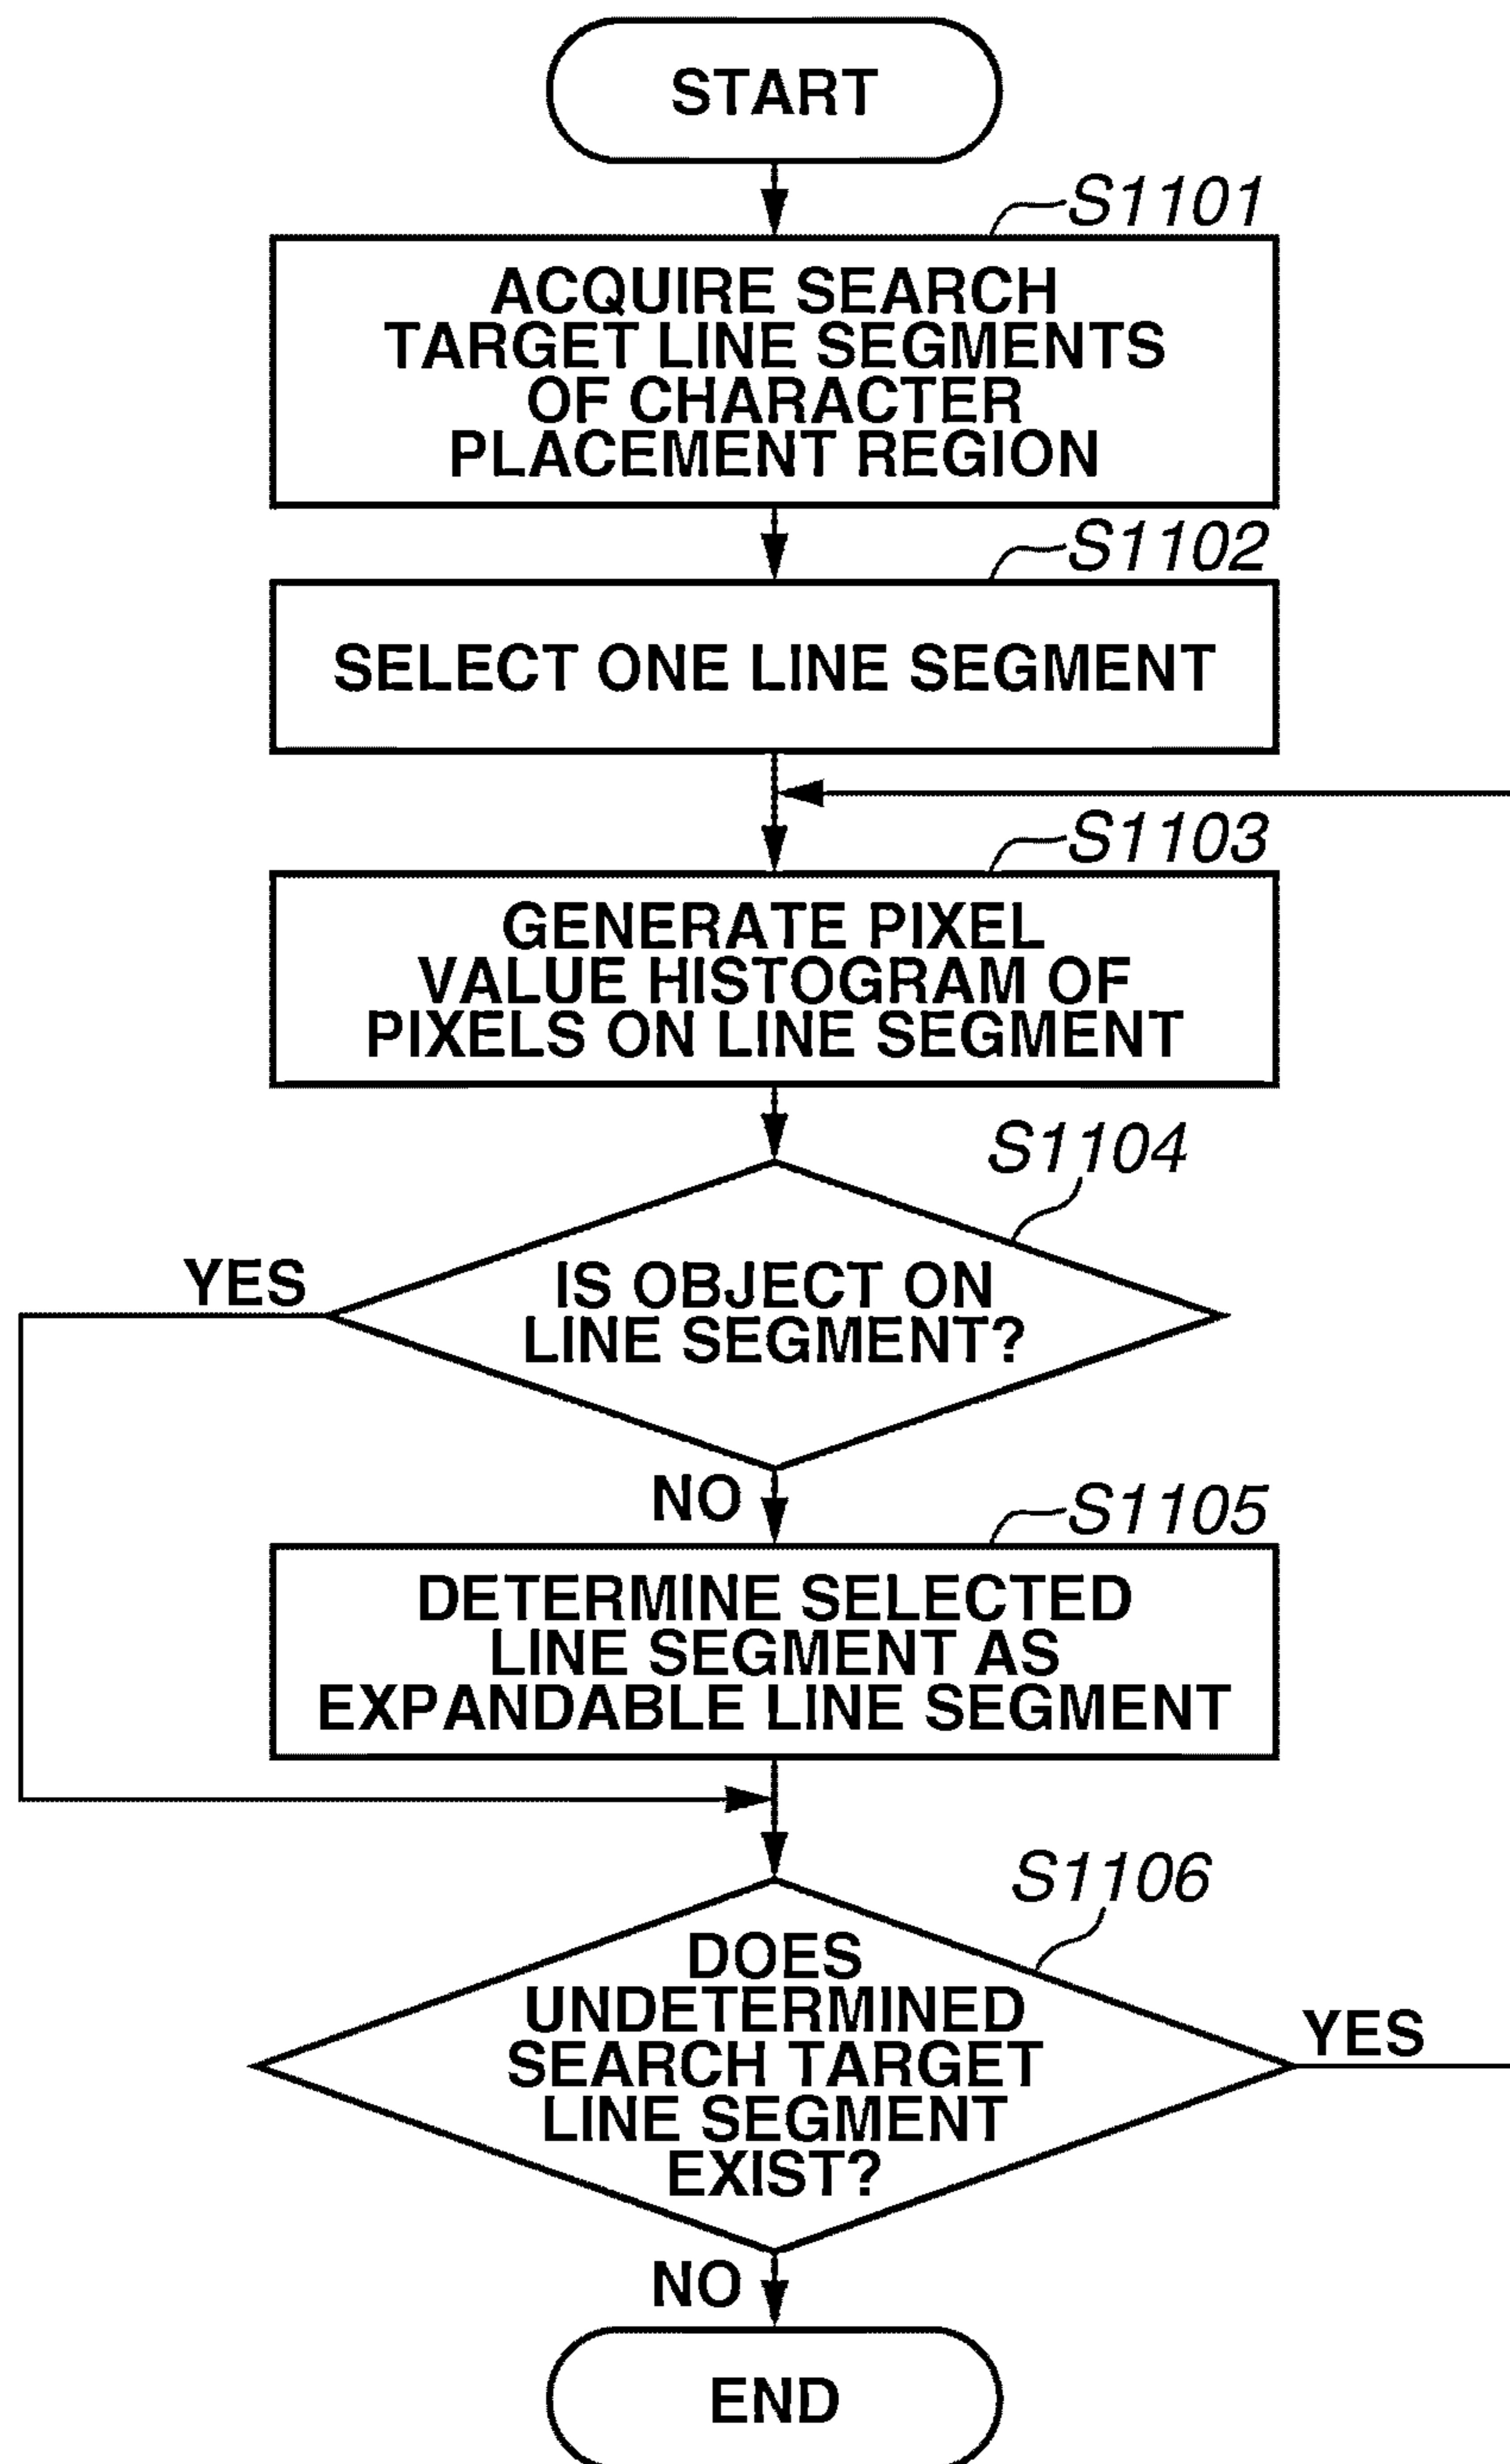 START
S1101
ACQUIRE SEARCH
TARGET LINE SEGMENTS
OF CHARACTER
PLACEMENT REGION
S1102
SELECT ONE LINE SEGMENT
S1103
GENERATE PIXEL
VALUE HISTOGRAM OF
PIXELS ON LINE SEGMENT
S1104
YES
IS OBJECT ON
LINE SEGMENT?
NO
S1105
DETERMINE SELECTED
LINE SEGMENT AS
EXPANDABLE LINE SEGMENT
S1106
DOES
UNDETERMINED
SEARCH TARGET
LINE SEGMENT
EXIST?
YES
NO
END